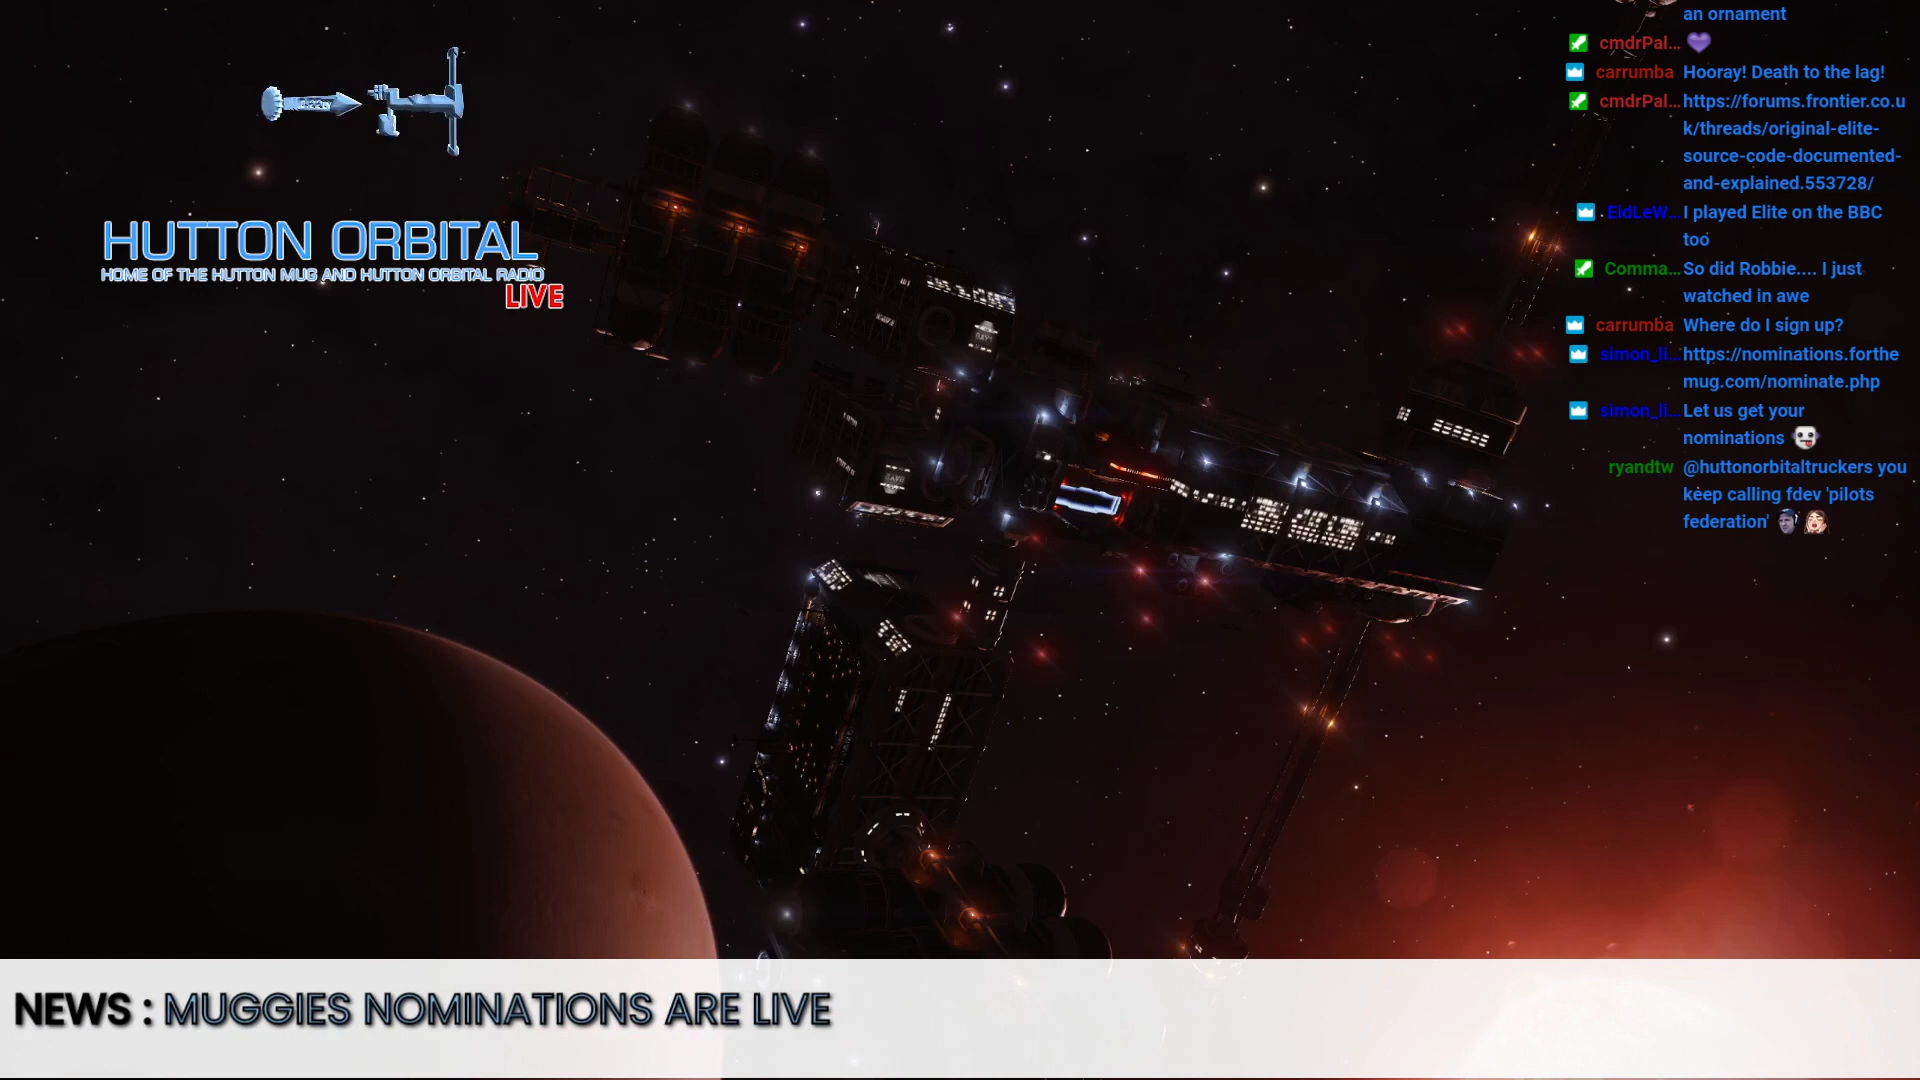 0.22ly
HUTTON ORBITAL
HOME OF THE HUTTON MUG AND HUTTON ORBITAL RADIO
LIVE
an ornament
cmdrPal...
carrumba Hooray! Death to the lag!
cmdrPal... https://forums.frontier.co.u
k/threads/original-elite-
source-code-documented-
and-explained.553728/
EidLeW... I played Elite on the BBC
too
Comma... So did Robbie.... I just
watched in awe
carrumba Where do I sign up?
simon_li... https://nominations.forthe
mug.com/nominate.php
simon_li... Let us get your
nominations
ryandtw @huttonorbitaltruckers you
keep calling fdev 'pilots
federation'
NEWS : MUGGIES NOMINATIONS ARE LIVE